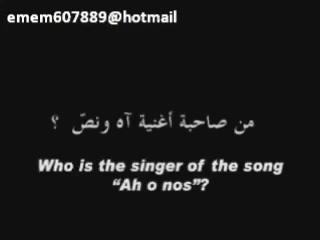 emem607889@hotmail
من صاحبة أغنية آه ونصّ ؟
Who is the singer of the song
“Ah o nos”?